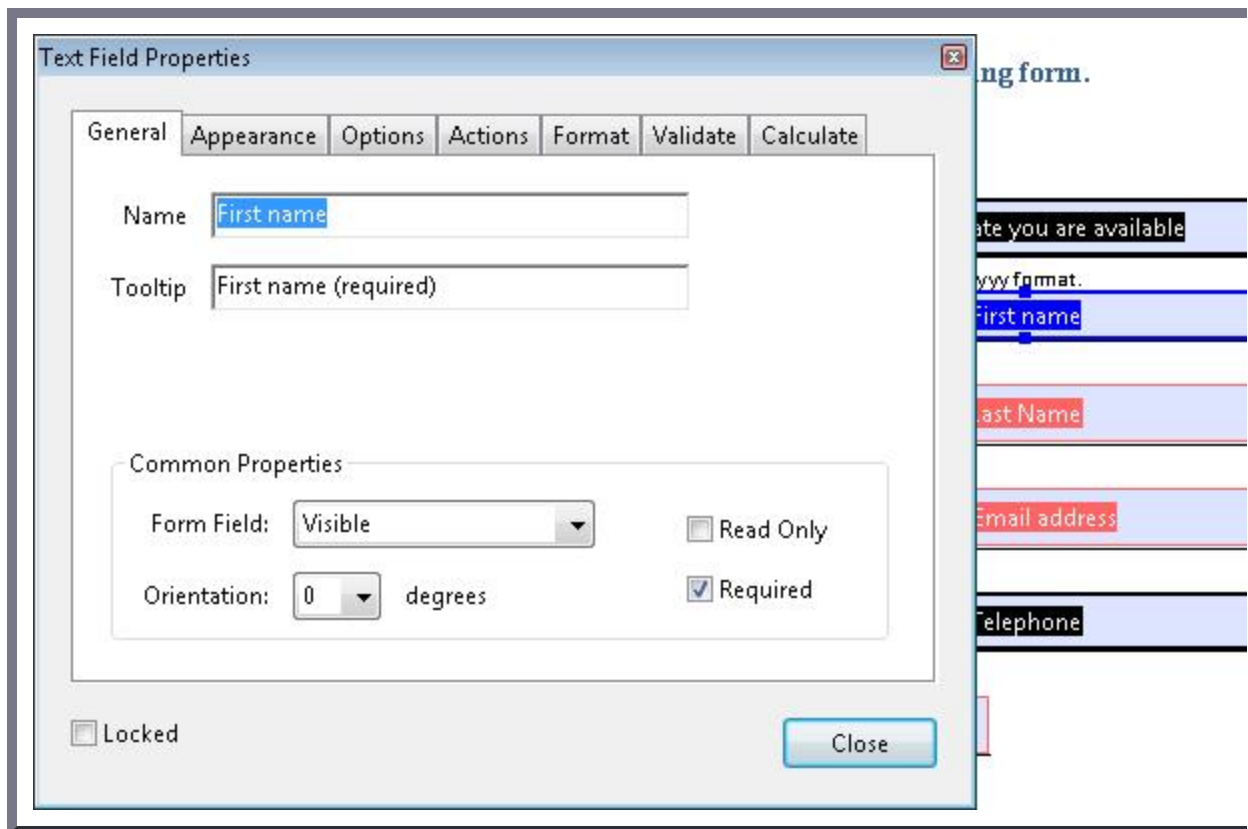 Text Field Properties
ng form.
General Appearance Options Actions Format Validate Calculate
Name First name
Tooltip First name (required)
ate you are available
yyy format.
First name
Last Name
Email address
Telephone
Common Properties
Form Field: Visible
Read Only
Orientation: 0 degrees
Required
Locked
Close